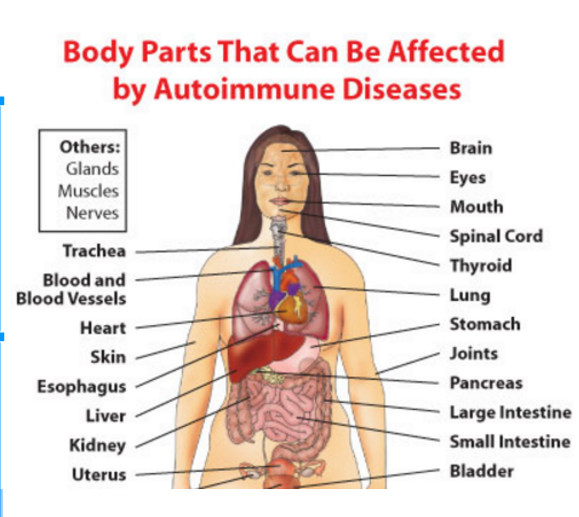 Body Parts That Can Be Affected
by Autoimmune Diseases
Others:
Glands
Muscles
Nerves
Trachea
Blood and
Blood Vessels
Heart
Skin
Esophagus
Liver
Kidney
Uterus
Brain
Eyes
Mouth
Spinal Cord
Thyroid
Lung
Stomach
Joints
Pancreas
Large Intestine
Small Intestine
Bladder